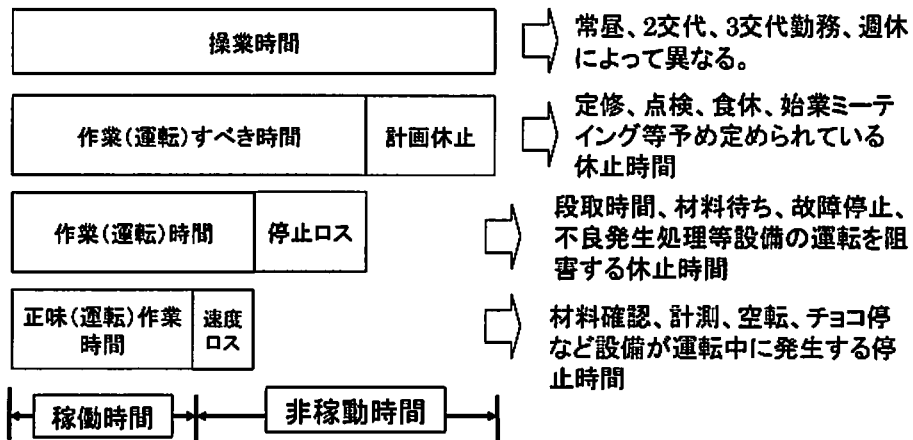 操業時間
常昼、2交代、3交代勤務、週休
によって異なる。
作業(運転)すべき時間
計画休止
定修、点検、食休、始業ミーテ
イング等予め定められている
休止時間
作業(運転)時間
停止ロス
段取時間、材料待ち、故障停止、
不良発生処理等設備の運転を阻
害する休止時間
正味(運転)作業
時間
速度
ロス
材料確認、計測、空転、チョコ停
など設備が運転中に発生する停
止時間
稼働時間
非稼動時間